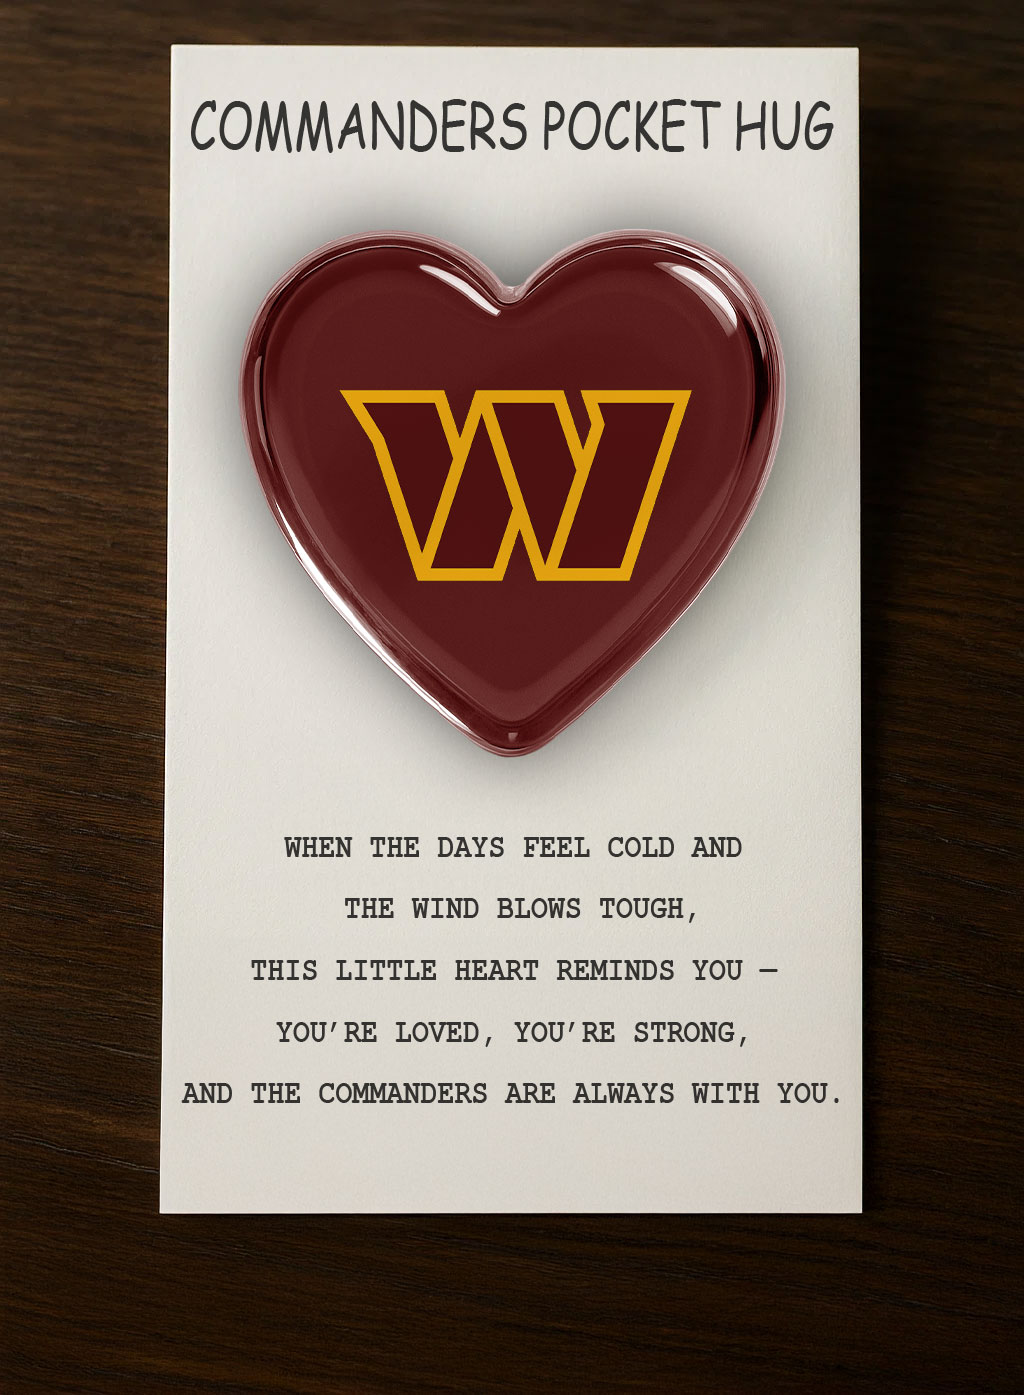 COMMANDERS POCKET HUG
W
WHEN THE DAYS FEEL COLD AND
THE WIND BLOWS TOUGH,
THIS LITTLE HEART REMINDS YOU –
YOU’RE LOVED, YOU’RE STRONG,
AND THE COMMANDERS ARE ALWAYS WITH YOU.